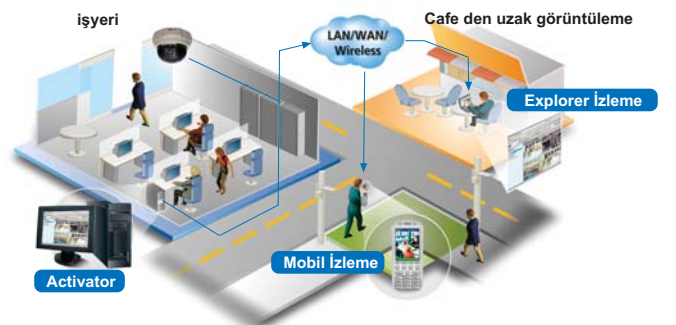 işyeri
Cafe den uzak görüntüleme
LAN/WAN/
Wireless
Explorer İzleme
Mobil İzleme
Activator